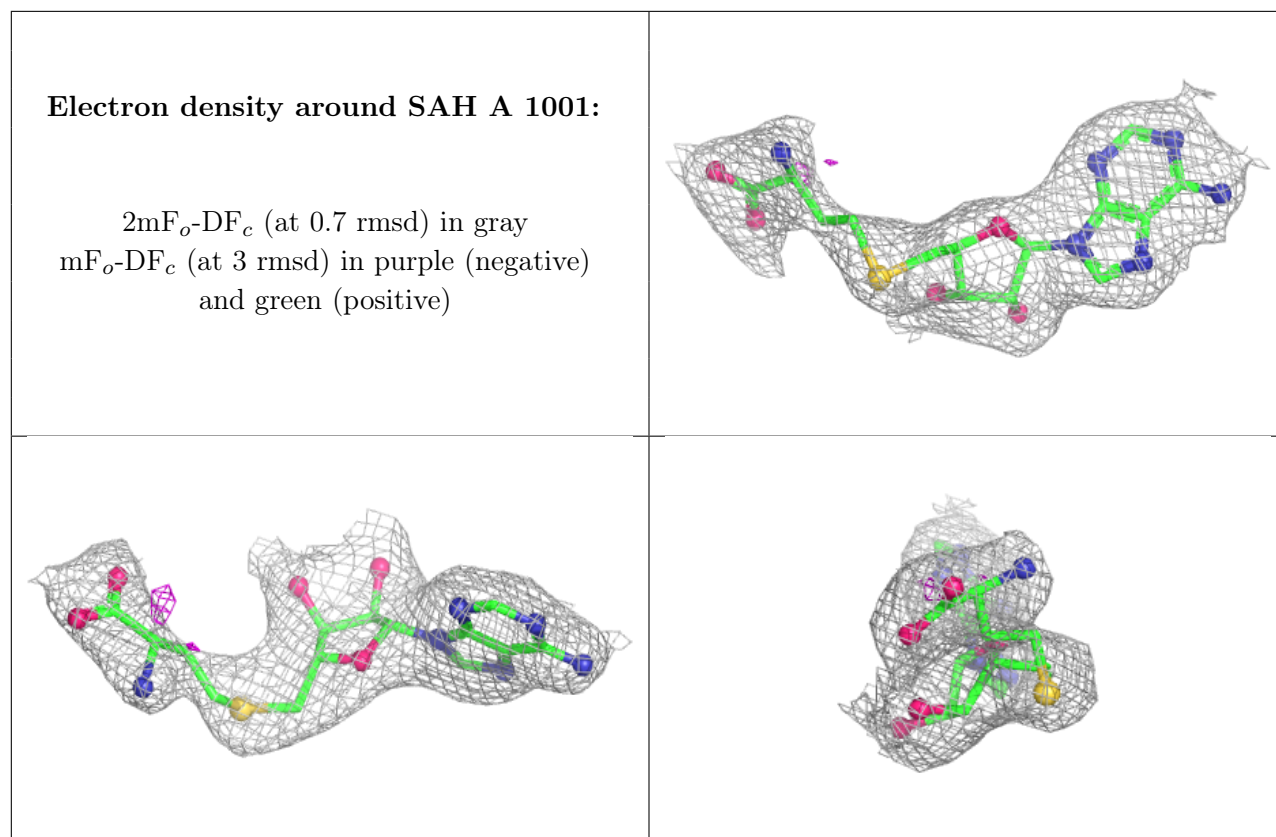 Electron density around SAH A 1001:
2mFo-DFc (at 0.7 rmsd) in gray
mFo-DFc (at 3 rmsd) in purple (negative)
and green (positive)